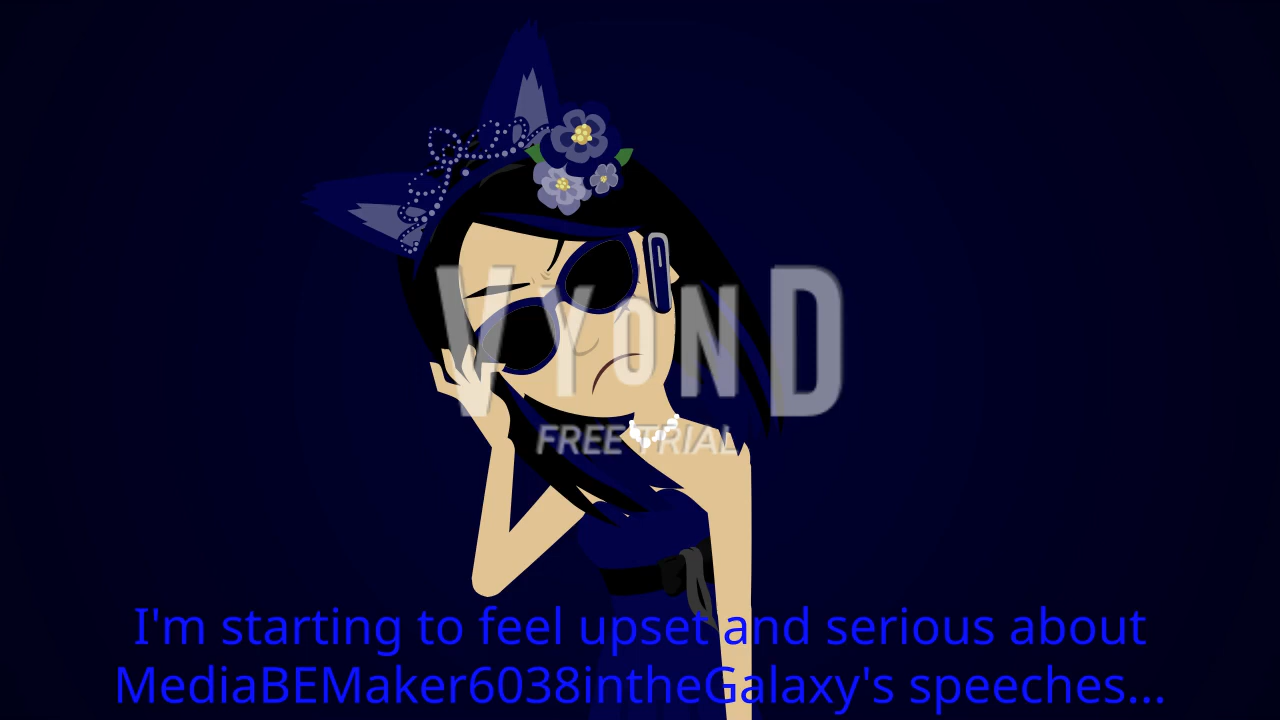 VYOND
FREE TRIAL
I'm starting to feel upset and serious about
MediaBEMaker6038intheGalaxy's speeches...